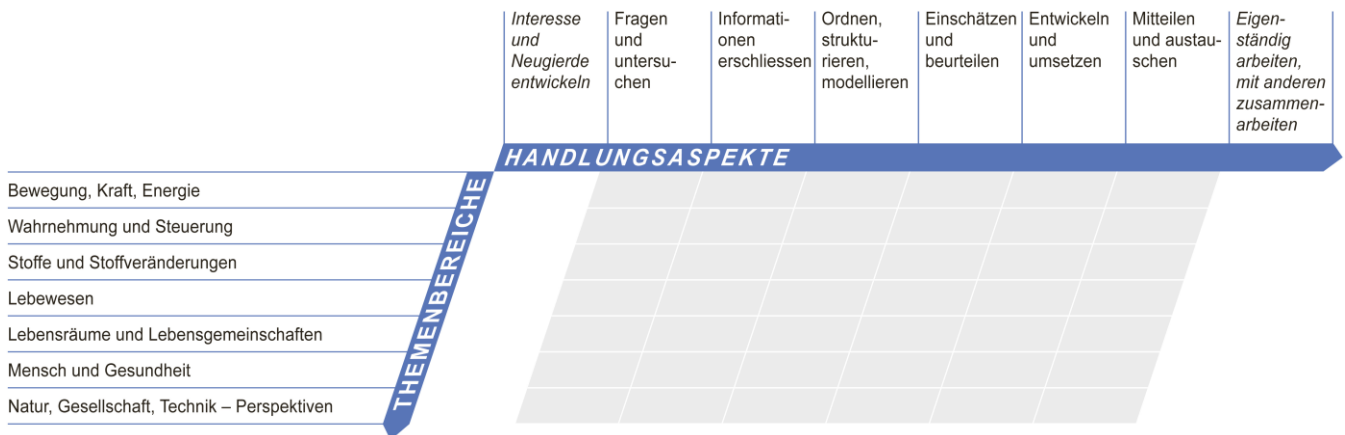 Interesse
und
Neugierde
entwickeln
Fragen
und
untersu-
chen
Informati-
onen
erschliessen
Ordnen,
struktu-
rieren,
modellieren
Einschätzen
und
beurteilen
Entwickeln
und
umsetzen
Mitteilen
und austau-
schen
Eigen-
ständig
arbeiten,
mit anderen
zusammen-
arbeiten
HANDLUNGSASPEKTE
THEMENBEREICHE
Bewegung, Kraft, Energie
Wahrnehmung und Steuerung
Stoffe und Stoffveränderungen
Lebewesen
Lebensräume und Lebensgemeinschaften
Mensch und Gesundheit
Natur, Gesellschaft, Technik – Perspektiven